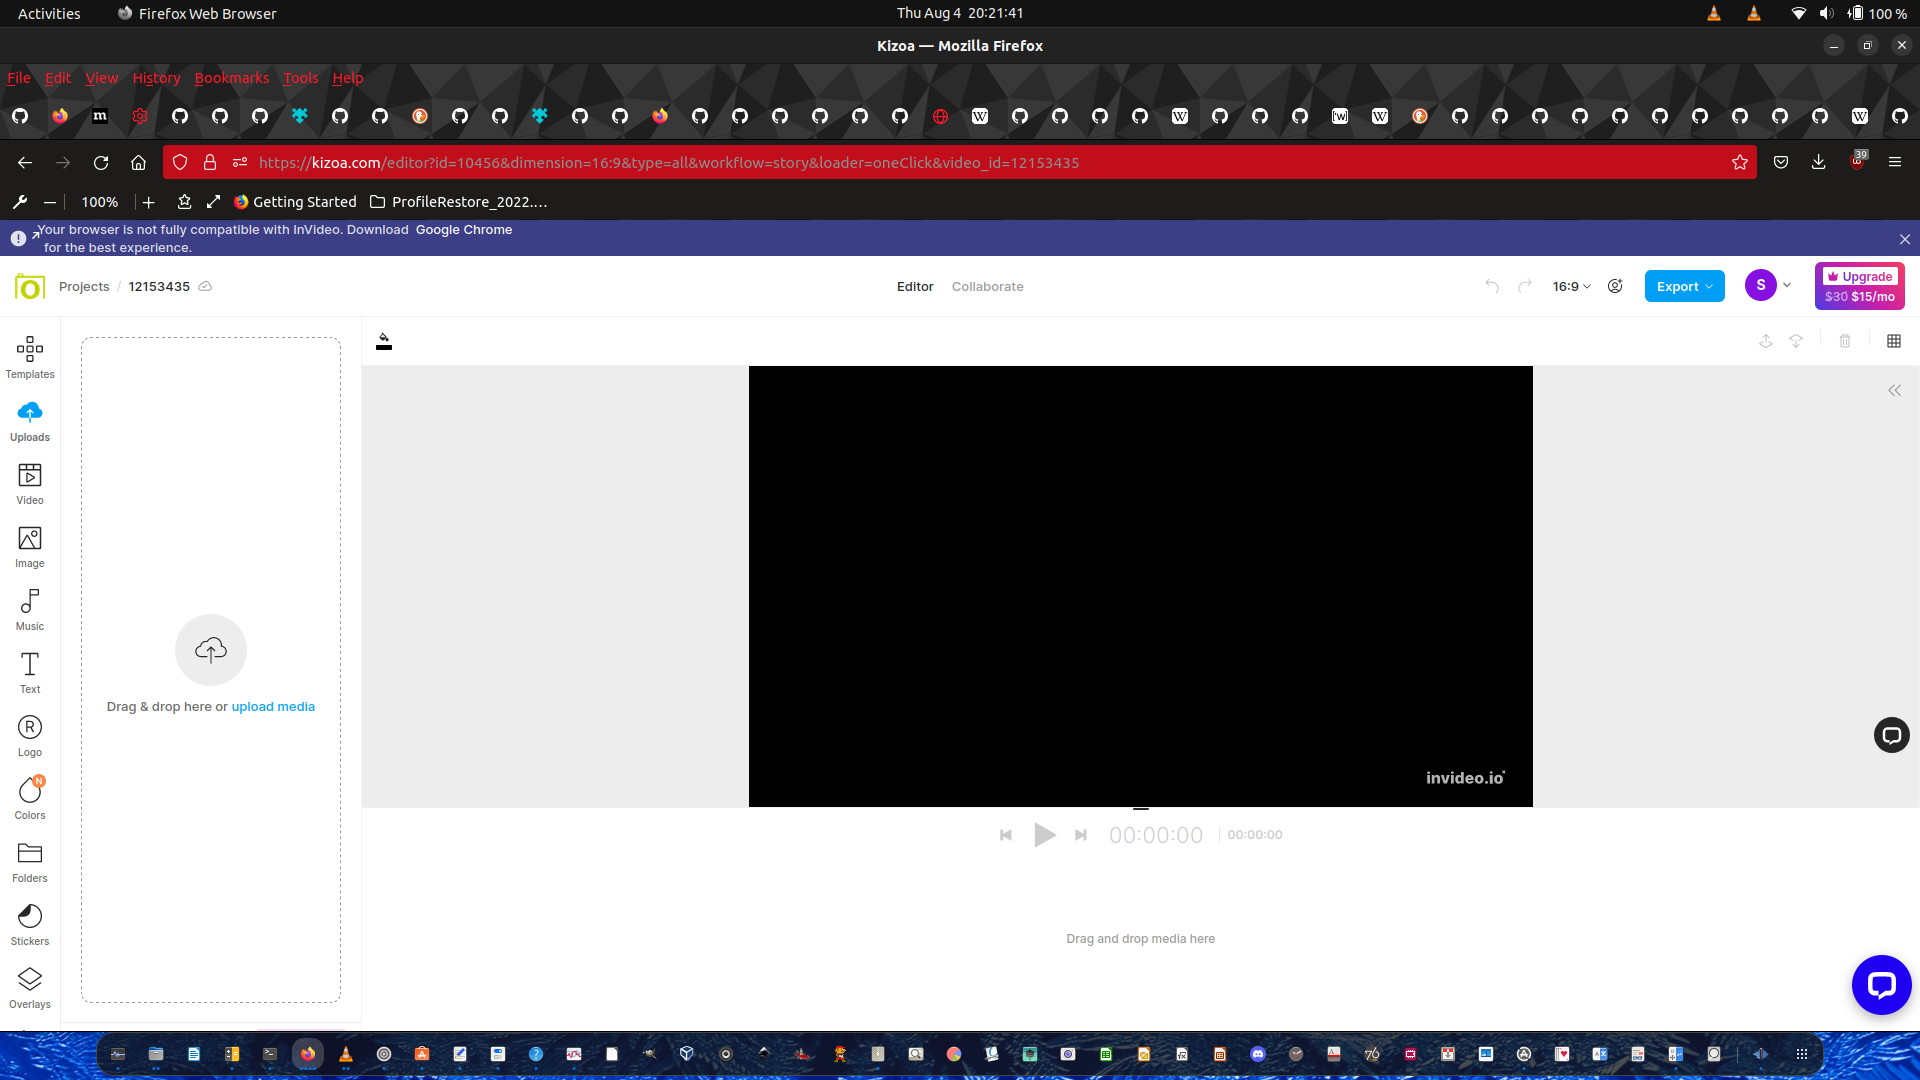 Activities
Firefox Web Browser
Thu Aug 4 20:21:41
100 %
Kizoa — Mozilla Firefox
File Edit View History Bookmarks Tools Help
https://kizoa.com/editor?id=10456&dimension=16:9&type=all&workflow=story&loader=oneClick&video_id=12153435
39
100%
Getting Started
ProfileRestore_2022....
Your browser is not fully compatible with InVideo. Download Google Chrome
for the best experience.
Projects / 12153435
Editor
Collaborate
16:9
Export
S
Upgrade
$30 $15/mo
Templates
Uploads
Video
Image
Music
Text
R
Logo
N
Colors
Folders
Stickers
Overlays
Drag & drop here or upload media
invideo.io
00:00:00
00:00:00
Drag and drop media here